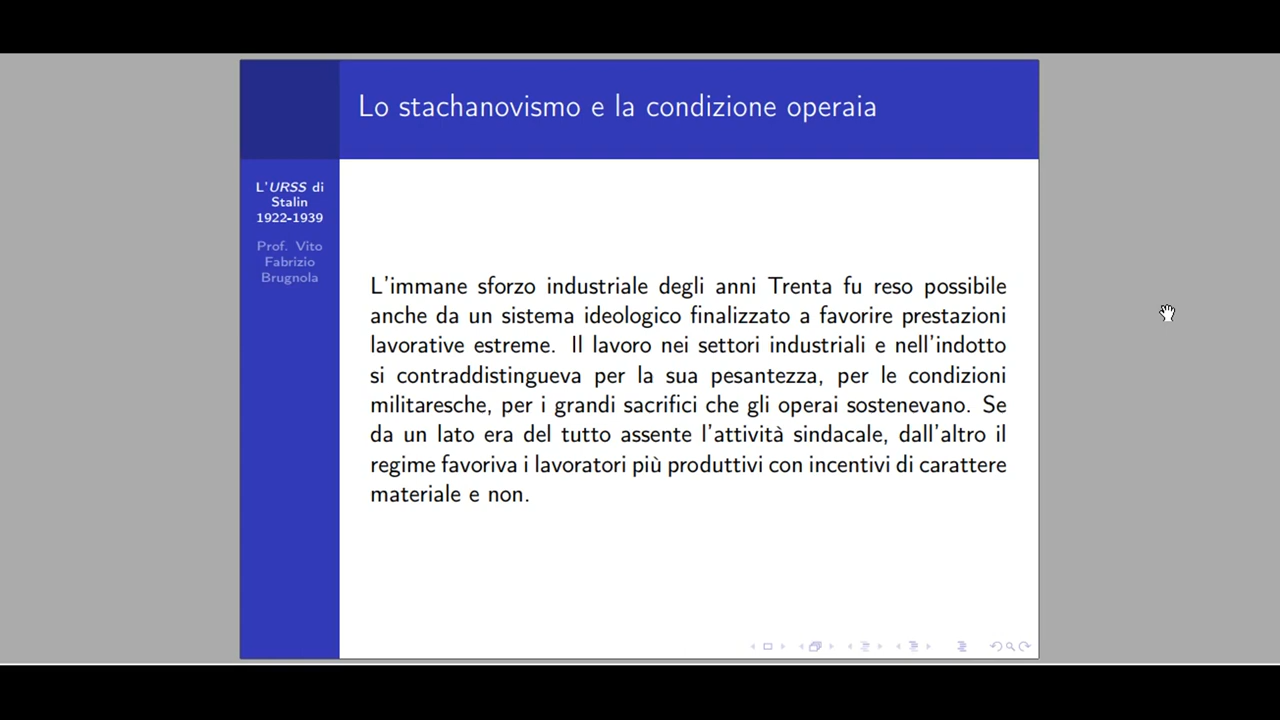 Lo stachanovismo e la condizione operaia
L'URSS di
Stalin
1922-1939
Prof. Vito
Fabrizio
Brugnola
L'immane sforzo industriale degli anni Trenta fu reso possibile
anche da un sistema ideologico finalizzato a favorire prestazioni
lavorative estreme. Il lavoro nei settori industriali e nell'indotto
si contraddistingueva per la sua pesantezza, per le condizioni
militaresche, per i grandi sacrifici che gli operai sostenevano. Se
da un lato era del tutto assente l'attività sindacale, dall'altro il
regime favoriva i lavoratori più produttivi con incentivi di carattere
materiale e non.